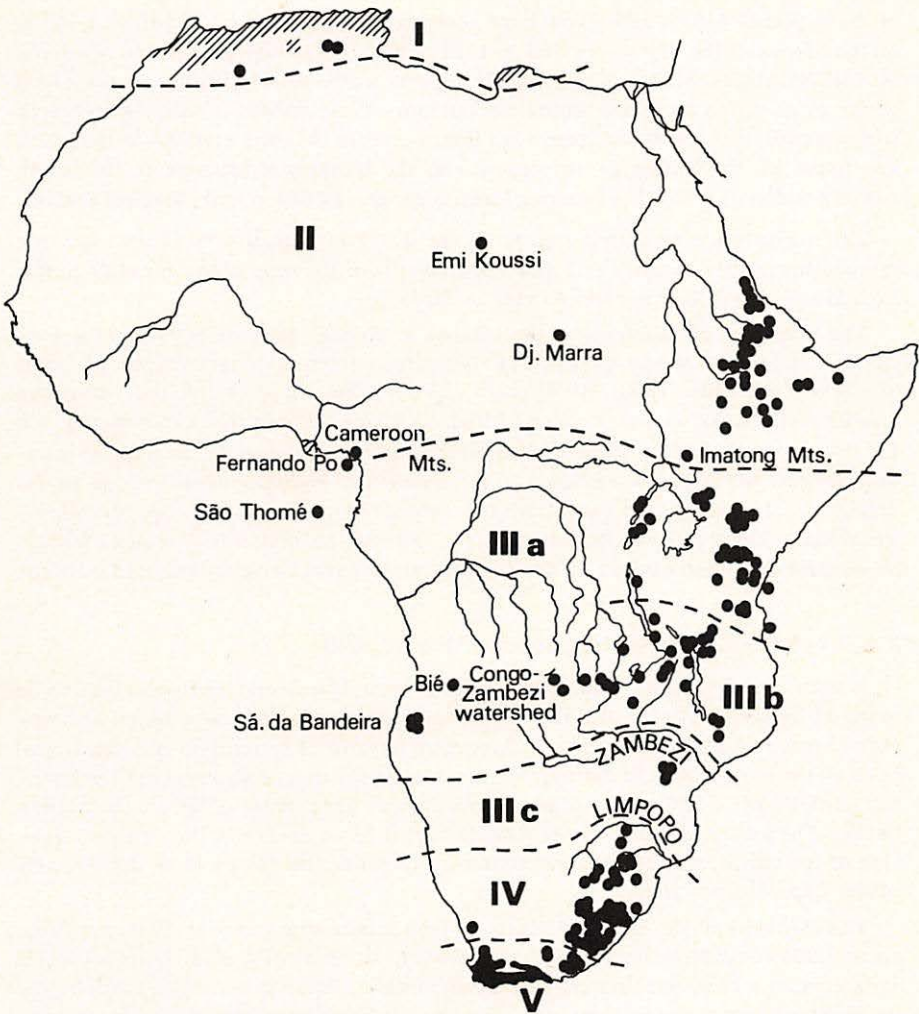 I
II
Emi Koussi
Dj. Marra
Cameroon
Mts.
Fernando Po
Imatong Mts.
São Thomé
III a
Bié
Congo-
Zambezi
watershed
III b
Sá. da Bandeira
ZAMBEZI
III c
LIMPOPO
IV
V